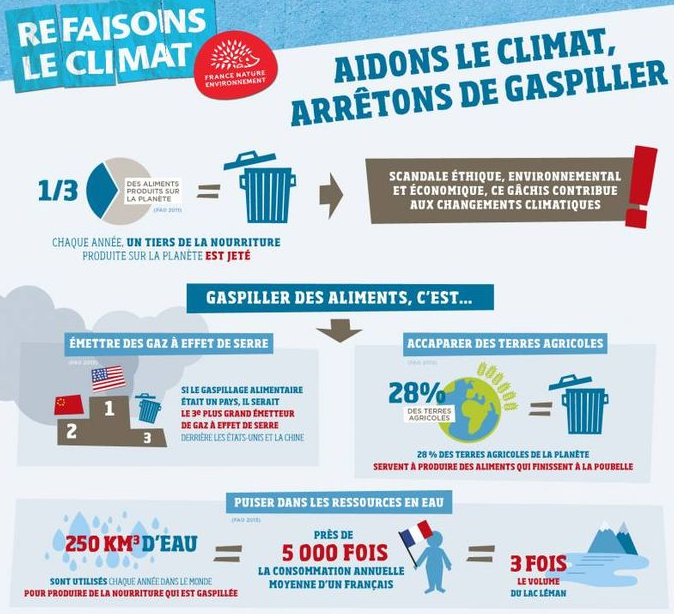 REFAISONS
LE CLIMAT
FRANCE NATURE
ENVIRONNEMENT
AIDONS LE CLIMAT,
ARRÊTONS DE GASPILLER
1/3
DES ALIMENTS
PRODUITS SUR
LA PLANÈTE
(FAO 2011)
=
SCANDALE ÉTHIQUE, ENVIRONNEMENTAL
ET ÉCONOMIQUE, CE GÂCHIS CONTRIBUE
AUX CHANGEMENTS CLIMATIQUES
!
CHAQUE ANNÉE, UN TIERS DE LA NOURRITURE
PRODUITE SUR LA PLANÈTE EST JETÉ
GASPILLER DES ALIMENTS, C'EST...
ÉMETTRE DES GAZ À EFFET DE SERRE
1
2
3
SI LE GASPILLAGE ALIMENTAIRE
ÉTAIT UN PAYS, IL SERAIT
LE 3E PLUS GRAND ÉMETTEUR
DE GAZ À EFFET DE SERRE
DERRIÈRE LES ÉTATS-UNIS ET LA CHINE
ACCAPARER DES TERRES AGRICOLES
28%
DES TERRES
AGRICOLES
=
28 % DES TERRES AGRICOLES DE LA PLANÈTE
SERVENT À PRODUIRE DES ALIMENTS QUI FINISSENT À LA POUBELLE
PUISER DANS LES RESSOURCES EN EAU
250 KM³ D'EAU
SONT UTILISÉS CHAQUE ANNÉE DANS LE MONDE
POUR PRODUIRE DE LA NOURRITURE QUI EST GASPILLÉE
=
PRÈS DE
5 000 FOIS
LA CONSOMMATION ANNUELLE
MOYENNE D'UN FRANÇAIS
=
3 FOIS
LE VOLUME
DU LAC LÉMAN